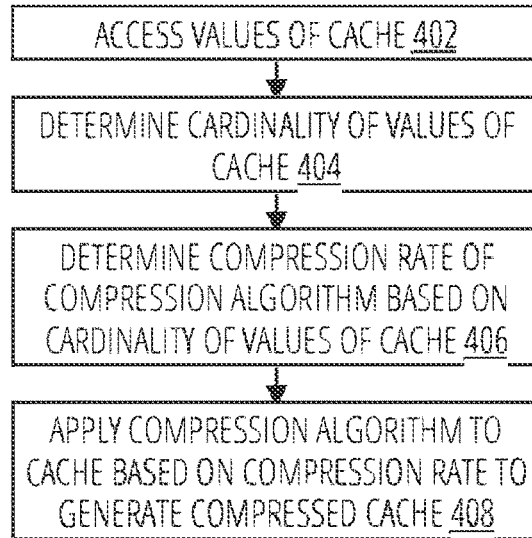 ACCESS VALUES OF CACHE 402
DETERMINE CARDINALITY OF VALUES OF
CACHE 404
DETERMINE COMPRESSION RATE OF
COMPRESSION ALGORITHM BASED ON
CARDINALITY OF VALUES OF CACHE 406
APPLY COMPRESSION ALGORITHM TO
CACHE BASED ON COMPRESSION RATE TO
GENERATE COMPRESSED CACHE 408